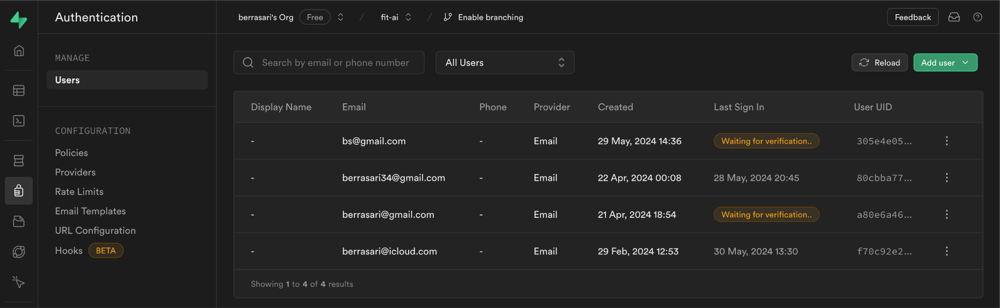 Authentication
berrasari's Org Free / fit-ai / Enable branching
Feedback
MANAGE
Users
CONFIGURATION
Policies
Providers
Rate Limits
Email Templates
URL Configuration
Hooks BETA
Search by email or phone number
All Users
Reload
Add user
Display Name Email Phone Provider Created Last Sign In User UID
- bs@gmail.com - Email 29 May, 2024 14:36 Waiting for verification.. 305e4e05...
- berrasari34@gmail.com - Email 22 Apr, 2024 00:08 28 May, 2024 20:45 80cbba77...
- berrasari@gmail.com - Email 21 Apr, 2024 18:54 Waiting for verification.. a80e6a46...
- berrasari@icloud.com - Email 29 Feb, 2024 12:53 30 May, 2024 13:30 f70c92e2...
Showing 1 to 4 of 4 results